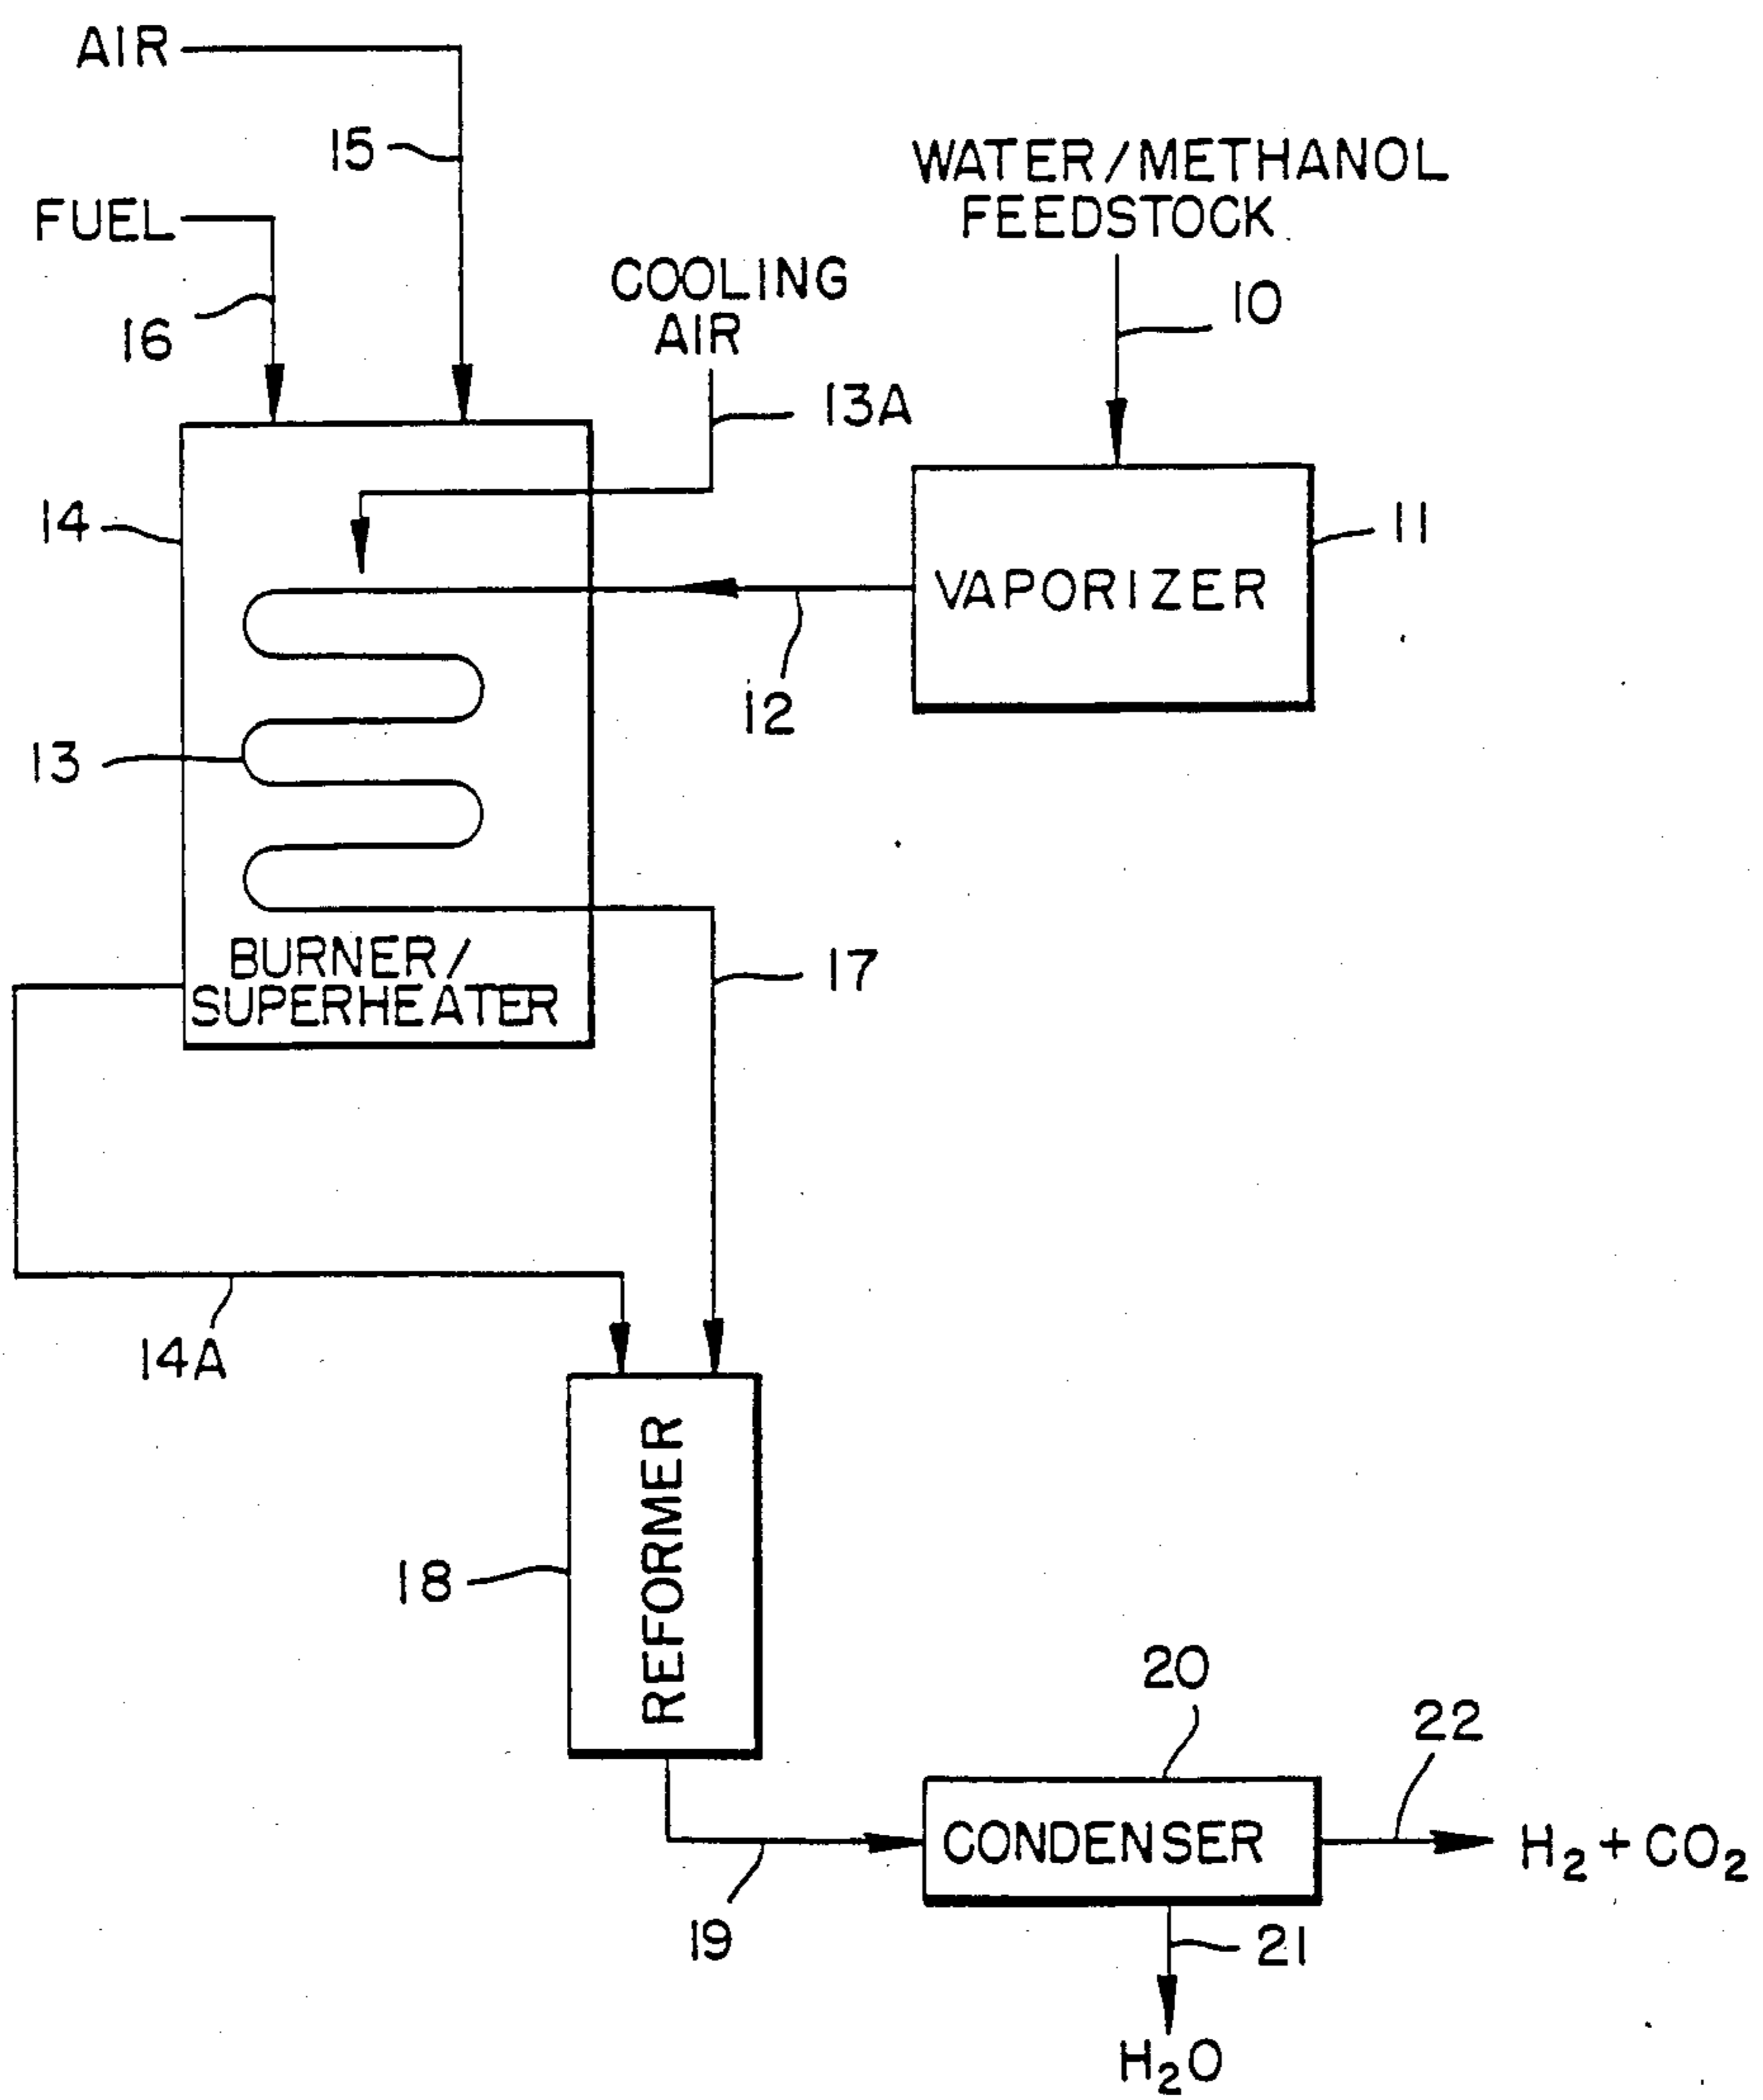 AIR
15
WATER/METHANOL
FEEDSTOCK
FUEL
COOLING
AIR
10
16
13A
14
11
VAPORIZER
12
13
BURNER/
SUPERHEATER
17
14A
REFORMER
18
20
22
CONDENSER
H₂+CO₂
19
21
H₂O